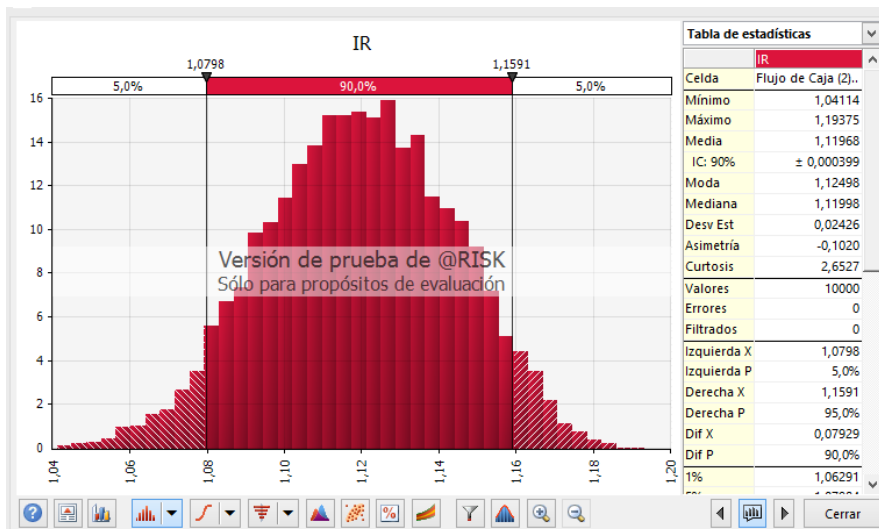 IR
1,0798
1,1591
5,0%
90,0%
5,0%
16
14
12
10
8
6
4
2
0
1,04
1,06
1,08
1,10
1,12
1,14
1,16
1,18
1,20
Versión de prueba de @RISK
Sólo para propósitos de evaluación
Tabla de estadísticas
IR
Celda Flujo de Caja (2)..
Mínimo 1,04114
Máximo 1,19375
Media 1,11968
IC: 90% ± 0,000399
Moda 1,12498
Mediana 1,11998
Desv Est 0,02426
Asimetría -0,1020
Curtosis 2,6527
Valores 10000
Errores 0
Filtrados 0
Izquierda X 1,0798
Izquierda P 5,0%
Derecha X 1,1591
Derecha P 95,0%
Dif X 0,07929
Dif P 90,0%
1% 1,06291
Cerrar